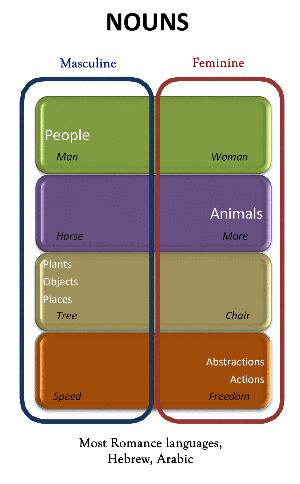 NOUNS
Masculine Feminine
People
Man Woman
Animals
Horse More
Plants
Objects
Places
Tree Chair
Abstractions
Actions
Speed Freedom
Most Romance languages,
Hebrew, Arabic